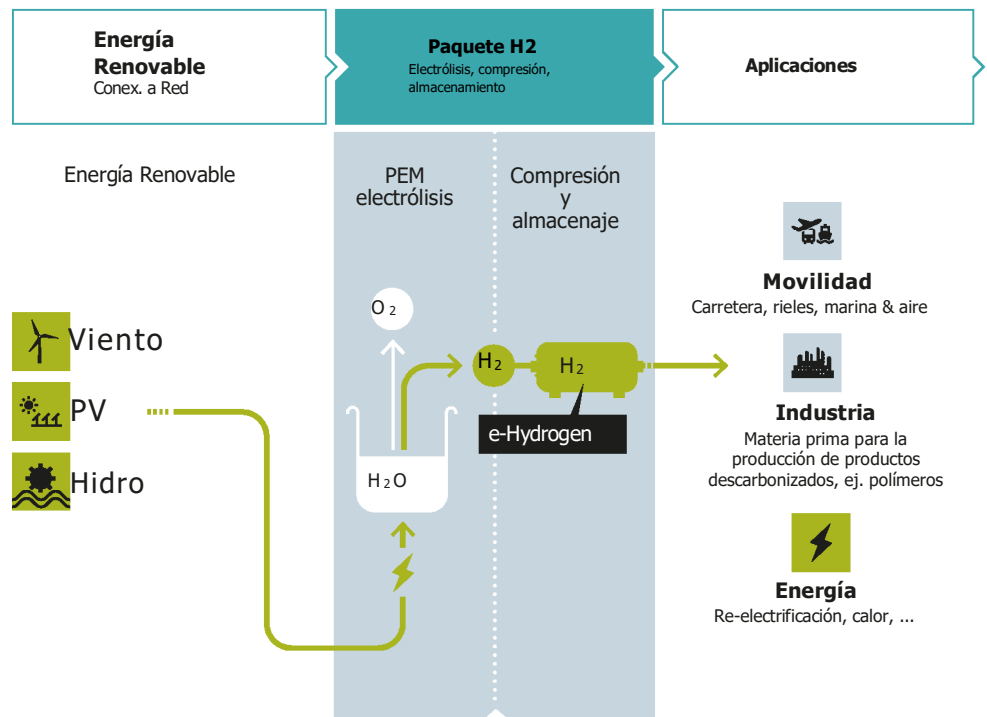 Energía
Renovable
Conex. a Red
Paquete H2
Electrólisis, compresión,
almacenamiento
Aplicaciones
Energía Renovable
PEM
electrólisis
Compresión
y
almacenaje
Viento
PV
Hidro
O₂
H₂
H₂
e-Hydrogen
H₂O
Movilidad
Carretera, rieles, marina & aire
Industria
Materia prima para la
producción de productos
descarbonizados, ej. polímeros
Energía
Re-electrificación, calor, ...